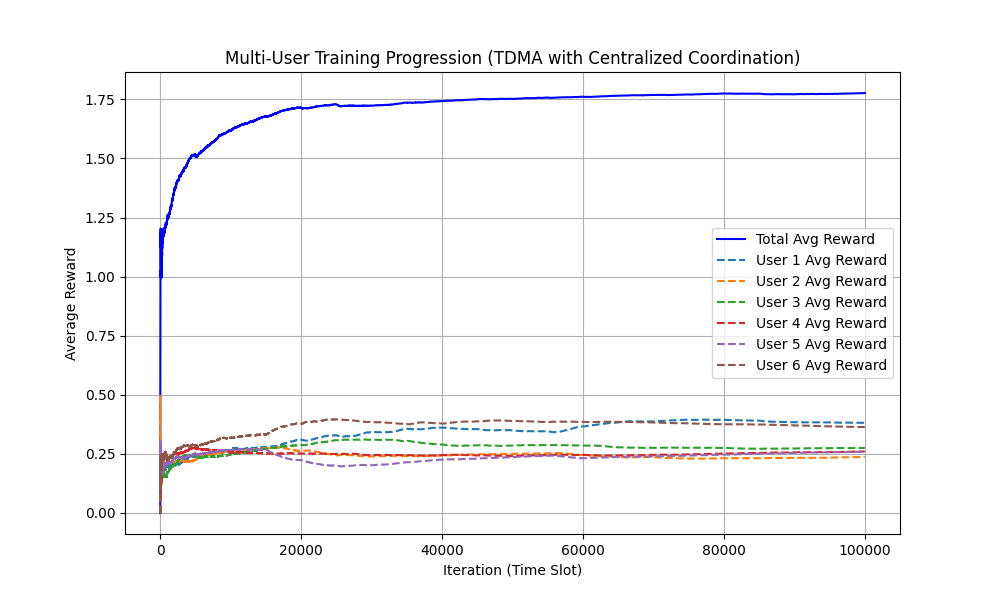 Multi-User Training Progression (TDMA with Centralized Coordination)
Average Reward
1.75
1.50
1.25
1.00
0.75
0.50
0.25
0.00
Total Avg Reward
User 1 Avg Reward
User 2 Avg Reward
User 3 Avg Reward
User 4 Avg Reward
User 5 Avg Reward
User 6 Avg Reward
0 20000 40000 60000 80000 100000
Iteration (Time Slot)